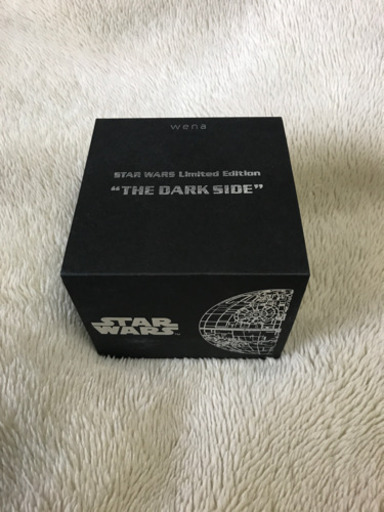 wena
STAR WARS Limited Edition
“THE DARK SIDE”
STAR
WARS